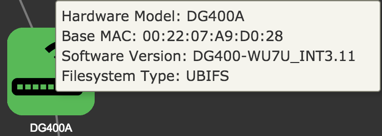 Hardware Model: DG400A
Base MAC: 00:22:07:A9:D0:28
Software Version: DG400-WU7U_INT3.11
Filesystem Type: UBIFS
DG400A